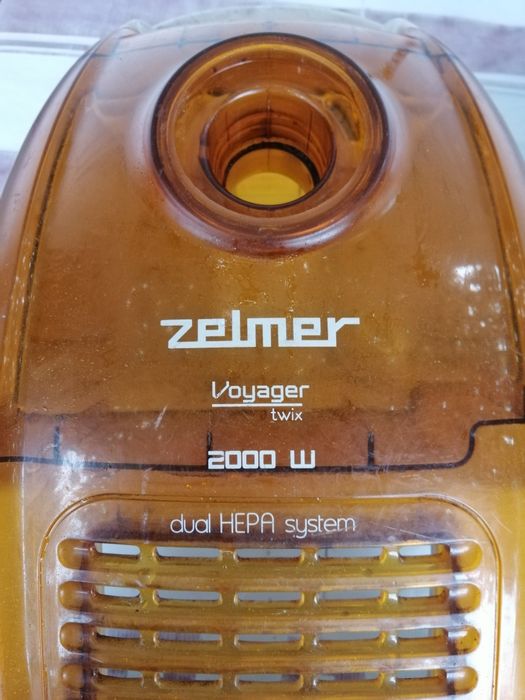 zelmer
Voyager
twix
2000 W
dual HEPA system